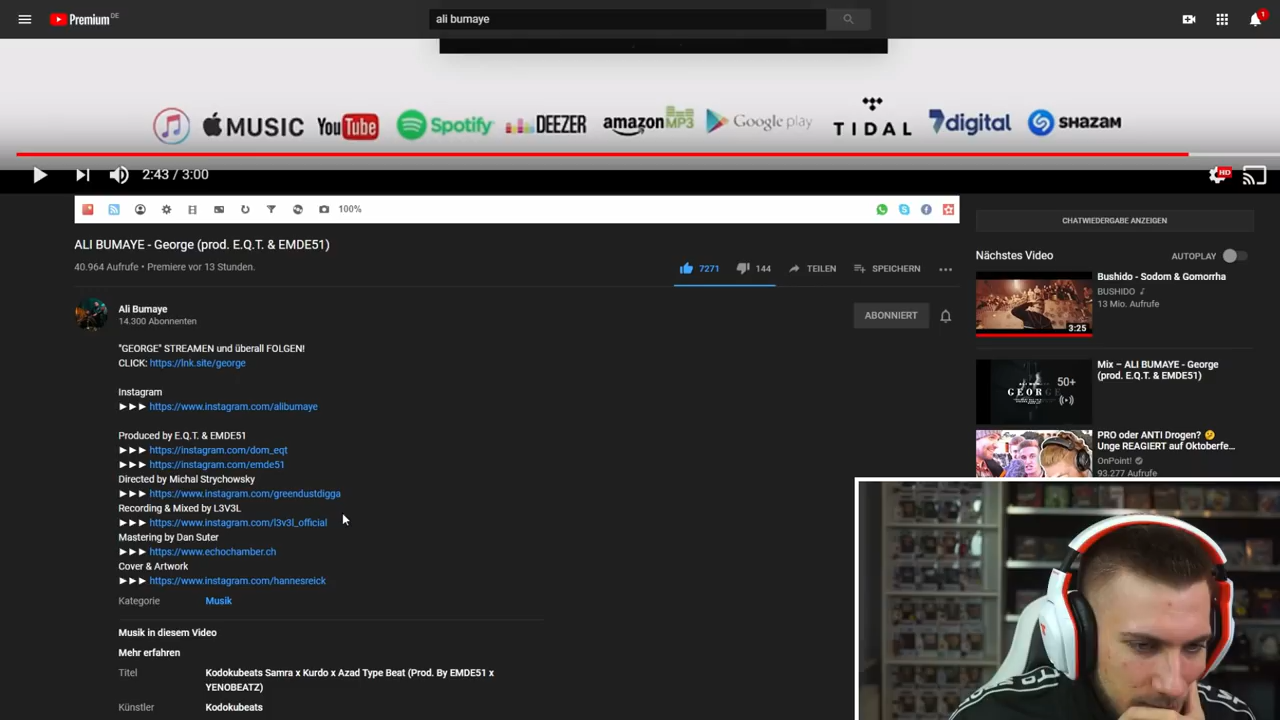 Premium DE
ali bumaye
1
MUSIC YouTube Spotify DEEZER amazon MP3 Google play TIDAL 7digital SHAZAM
2:43 / 3:00
HD
100%
ALI BUMAYE - George (prod. E.Q.T. & EMDE51)
40.964 Aufrufe • Premiere vor 13 Stunden.
7271 144 TEILEN SPEICHERN
Ali Bumaye
14.300 Abonnenten
ABONNIERT
"GEORGE" STREAMEN und überall FOLGEN!
CLICK: https://lnk.site/george
Instagram
►►► https://www.instagram.com/alibumaye
Produced by E.Q.T. & EMDE51
►►► https://instagram.com/dom_eqt
►►► https://instagram.com/emde51
Directed by Michal Strychowsky
►►► https://www.instagram.com/greendustdigga
Recording & Mixed by L3V3L
►►► https://www.instagram.com/l3v3l_official
Mastering by Dan Suter
►►► https://www.echochamber.ch
Cover & Artwork
►►► https://www.instagram.com/hannesreick
Kategorie Musik
Musik in diesem Video
Mehr erfahren
Titel Kodokubeats Samra x Kurdo x Azad Type Beat (Prod. By EMDE51 x
YENOBEATZ)
Künstler Kodokubeats
CHATWIEDERGABE ANZEIGEN
Nächstes Video AUTOPLAY
Bushido - Sodom & Gomorrha
BUSHIDO
13 Mio. Aufrufe
3:25
Mix – ALI BUMAYE - George
(prod. E.Q.T. & EMDE51)
50+
GEORGE
PRO oder ANTI Drogen? 🤔
Unge REAGIERT auf Oktoberfe...
OnPoint!
93.277 Aufrufe